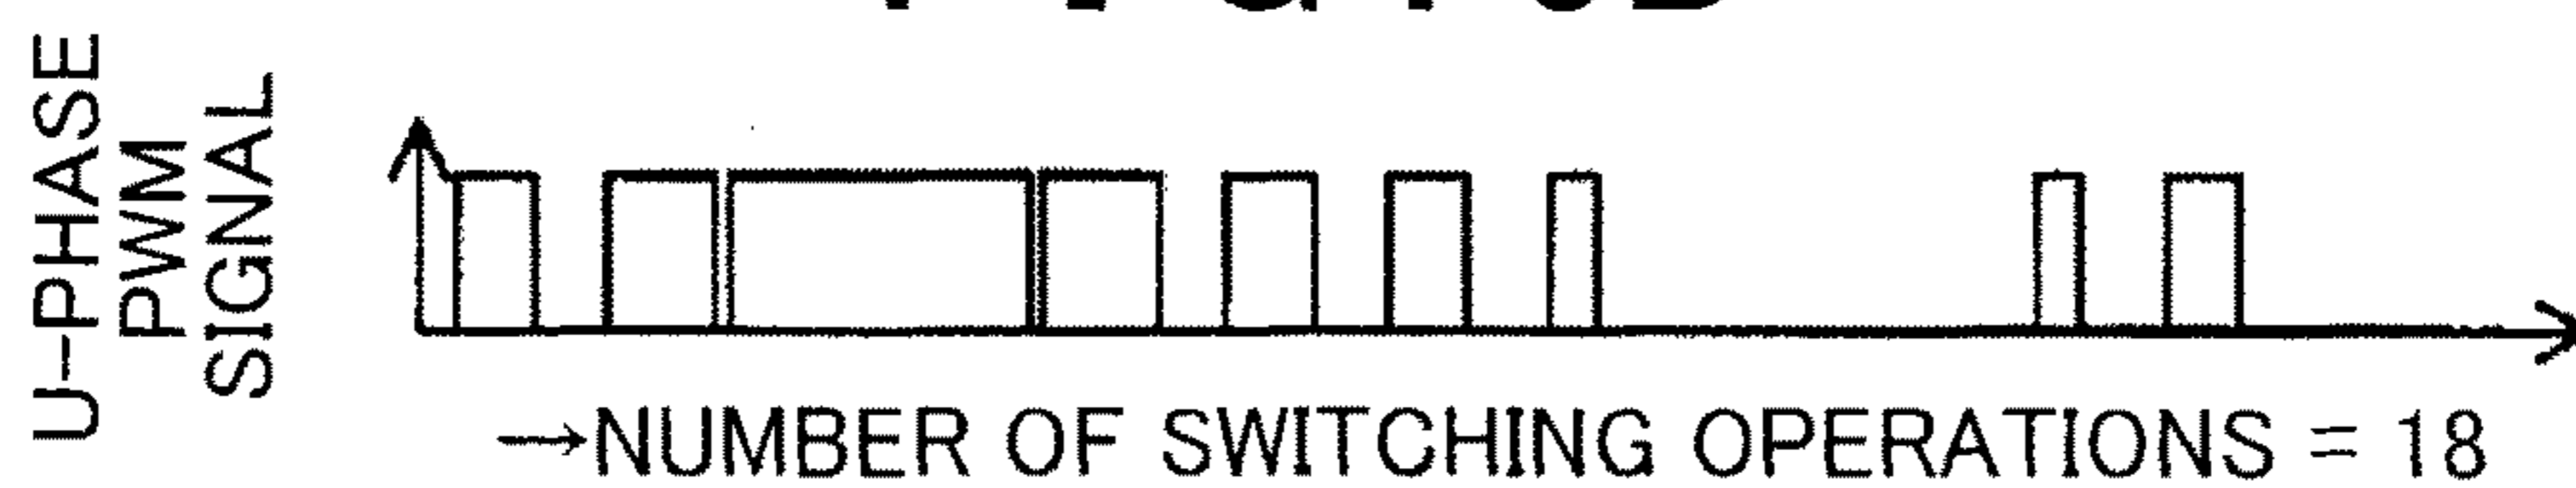 U-PHASE
PWM
SIGNAL
→NUMBER OF SWITCHING OPERATIONS = 18